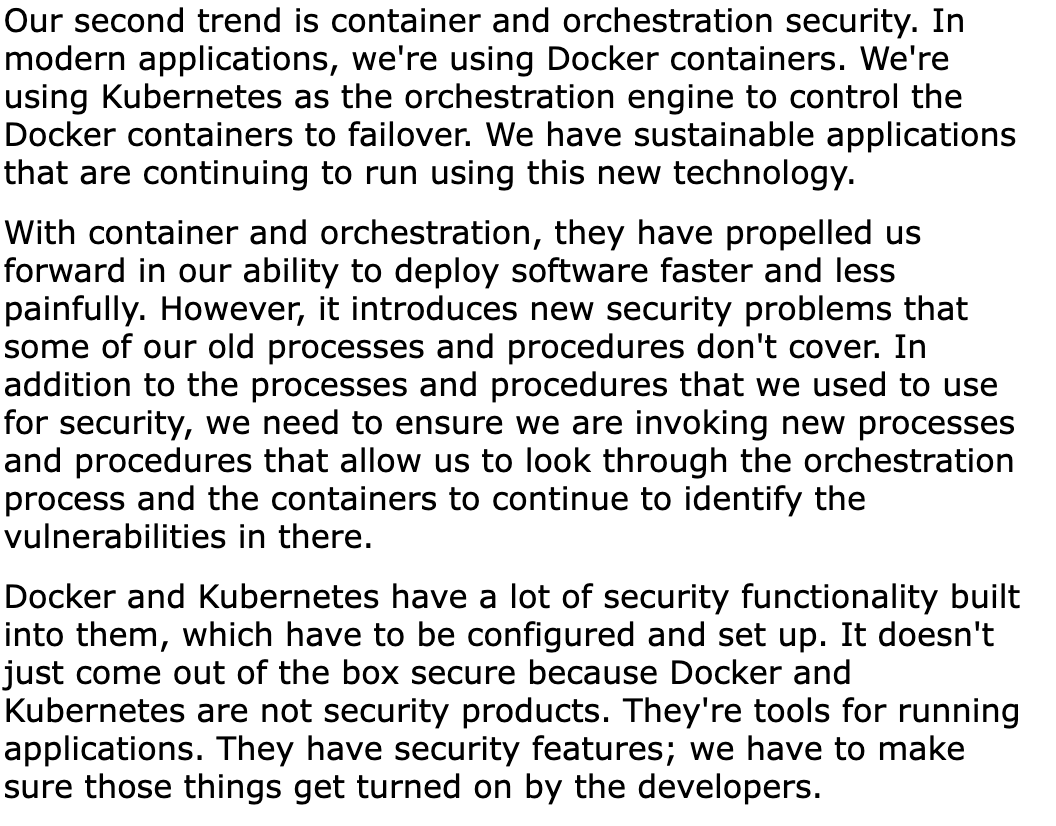 Our second trend is container and orchestration security. In
modern applications, we're using Docker containers. We're
using Kubernetes as the orchestration engine to control the
Docker containers to failover. We have sustainable applications
that are continuing to run using this new technology.
With container and orchestration, they have propelled us
forward in our ability to deploy software faster and less
painfully. However, it introduces new security problems that
some of our old processes and procedures don't cover. In
addition to the processes and procedures that we used to use
for security, we need to ensure we are invoking new processes
and procedures that allow us to look through the orchestration
process and the containers to continue to identify the
vulnerabilities in there.
Docker and Kubernetes have a lot of security functionality built
into them, which have to be configured and set up. It doesn't
just come out of the box secure because Docker and
Kubernetes are not security products. They're tools for running
applications. They have security features; we have to make
sure those things get turned on by the developers.